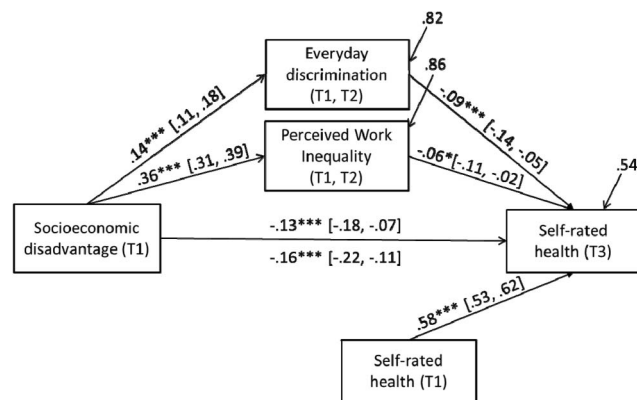 .82
Everyday
discrimination
(T1, T2)
.86
Perceived Work
Inequality
(T1, T2)
.14*** [.11, .18]
.36*** [.31, .39]
-.09***
[-.14, -.05]
-.06*[-.11, -.02]
.54
Socioeconomic
disadvantage (T1)
-.13*** [-.18, -.07]
-.16*** [-.22, -.11]
Self-rated
health (T3)
.58*** [.53, .62]
Self-rated
health (T1)